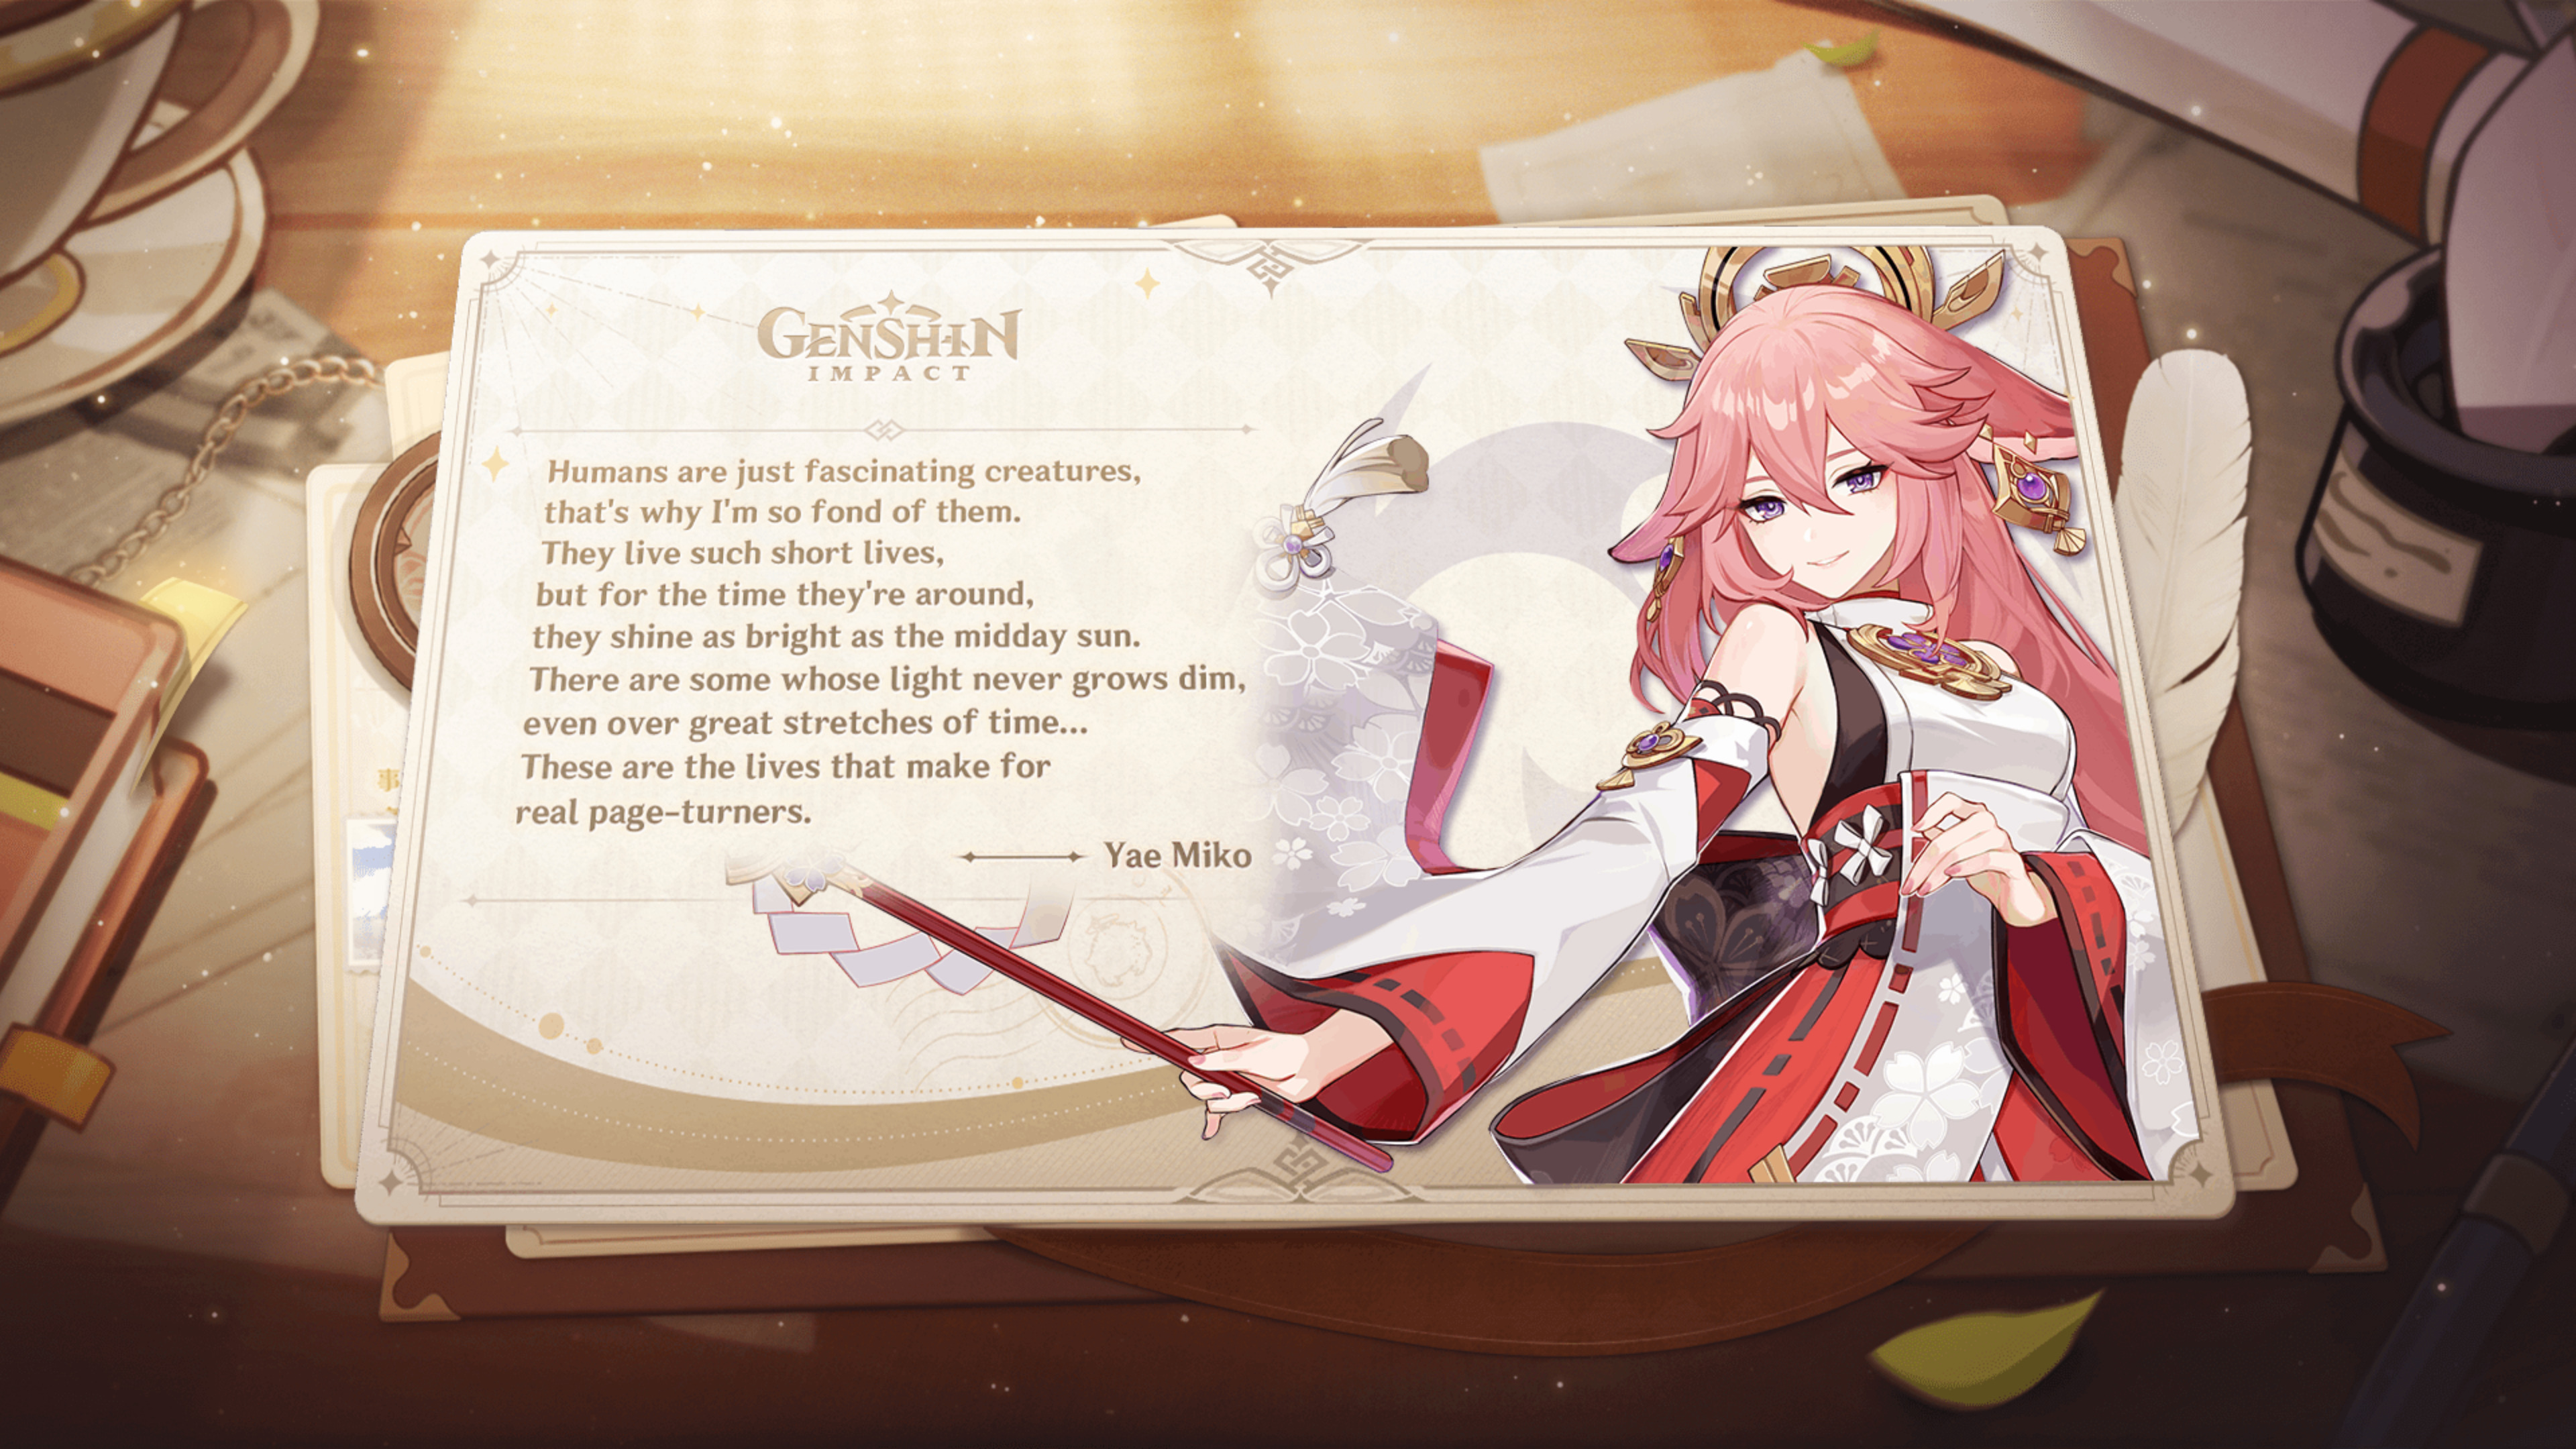 GENSHIN
IMPACT
Humans are just fascinating creatures,
that's why I'm so fond of them.
They live such short lives,
but for the time they're around,
they shine as bright as the midday sun.
There are some whose light never grows dim,
even over great stretches of time...
These are the lives that make for
real page-turners.
Yae Miko